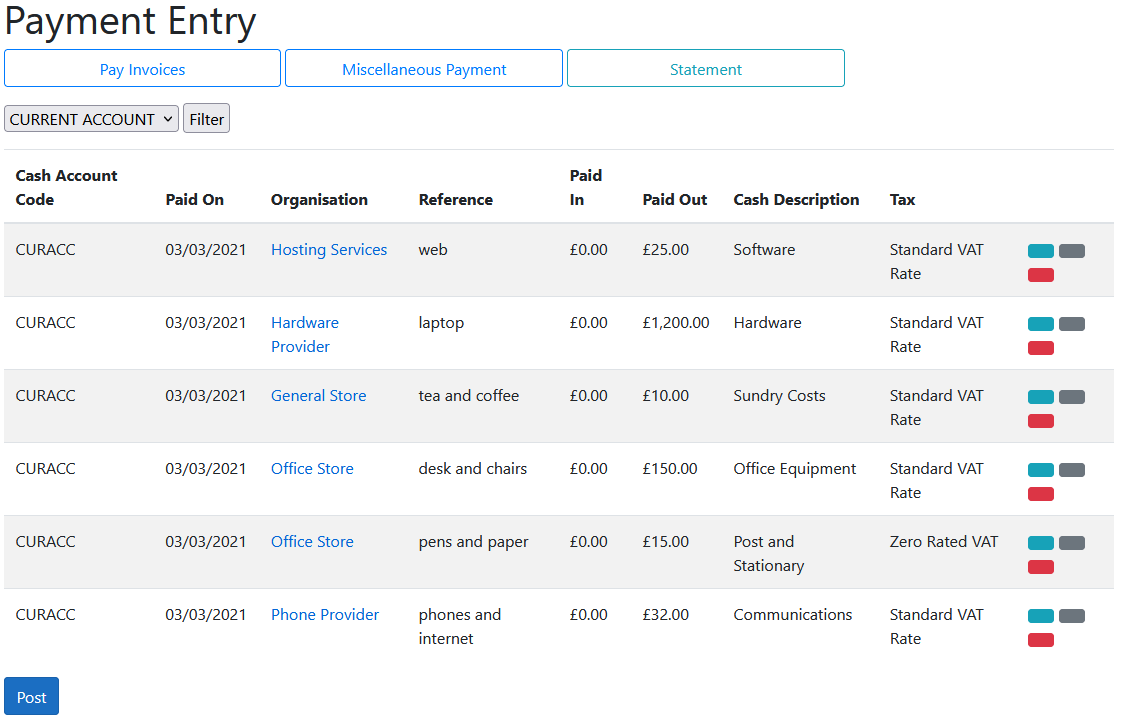 Payment Entry
Pay Invoices Miscellaneous Payment Statement
CURRENT ACCOUNT Filter
Cash Account Code Paid On Organisation Reference Paid In Paid Out Cash Description Tax
CURACC 03/03/2021 Hosting Services web £0.00 £25.00 Software Standard VAT Rate
CURACC 03/03/2021 Hardware Provider laptop £0.00 £1,200.00 Hardware Standard VAT Rate
CURACC 03/03/2021 General Store tea and coffee £0.00 £10.00 Sundry Costs Standard VAT Rate
CURACC 03/03/2021 Office Store desk and chairs £0.00 £150.00 Office Equipment Standard VAT Rate
CURACC 03/03/2021 Office Store pens and paper £0.00 £15.00 Post and Stationary Zero Rated VAT
CURACC 03/03/2021 Phone Provider phones and internet £0.00 £32.00 Communications Standard VAT Rate
Post